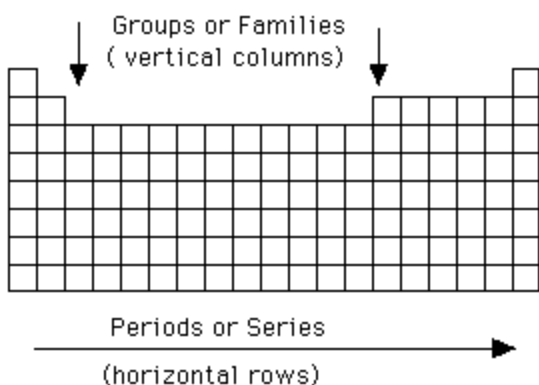 Groups or Families
( vertical columns)
Periods or Series
(horizontal rows)